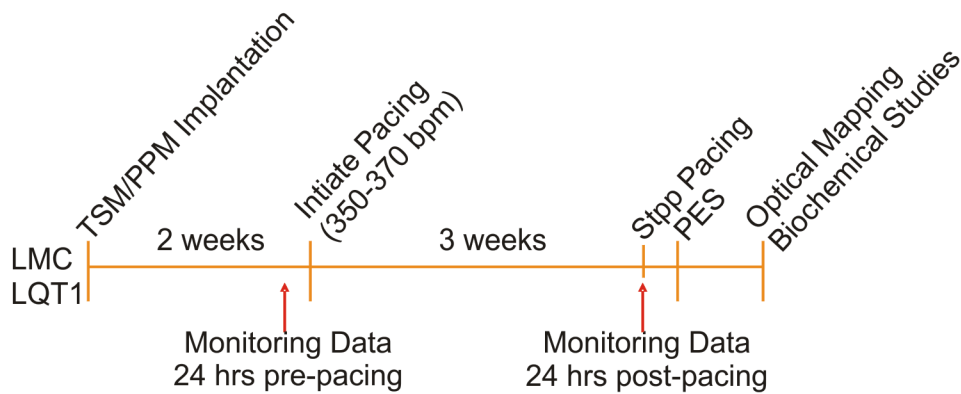 TSM/PPM Implantation
Intiate Pacing
(350-370 bpm)
Stpp Pacing
PES
Optical Mapping
Biochemical Studies
LMC
LQT1
2 weeks
3 weeks
Monitoring Data
24 hrs pre-pacing
Monitoring Data
24 hrs post-pacing